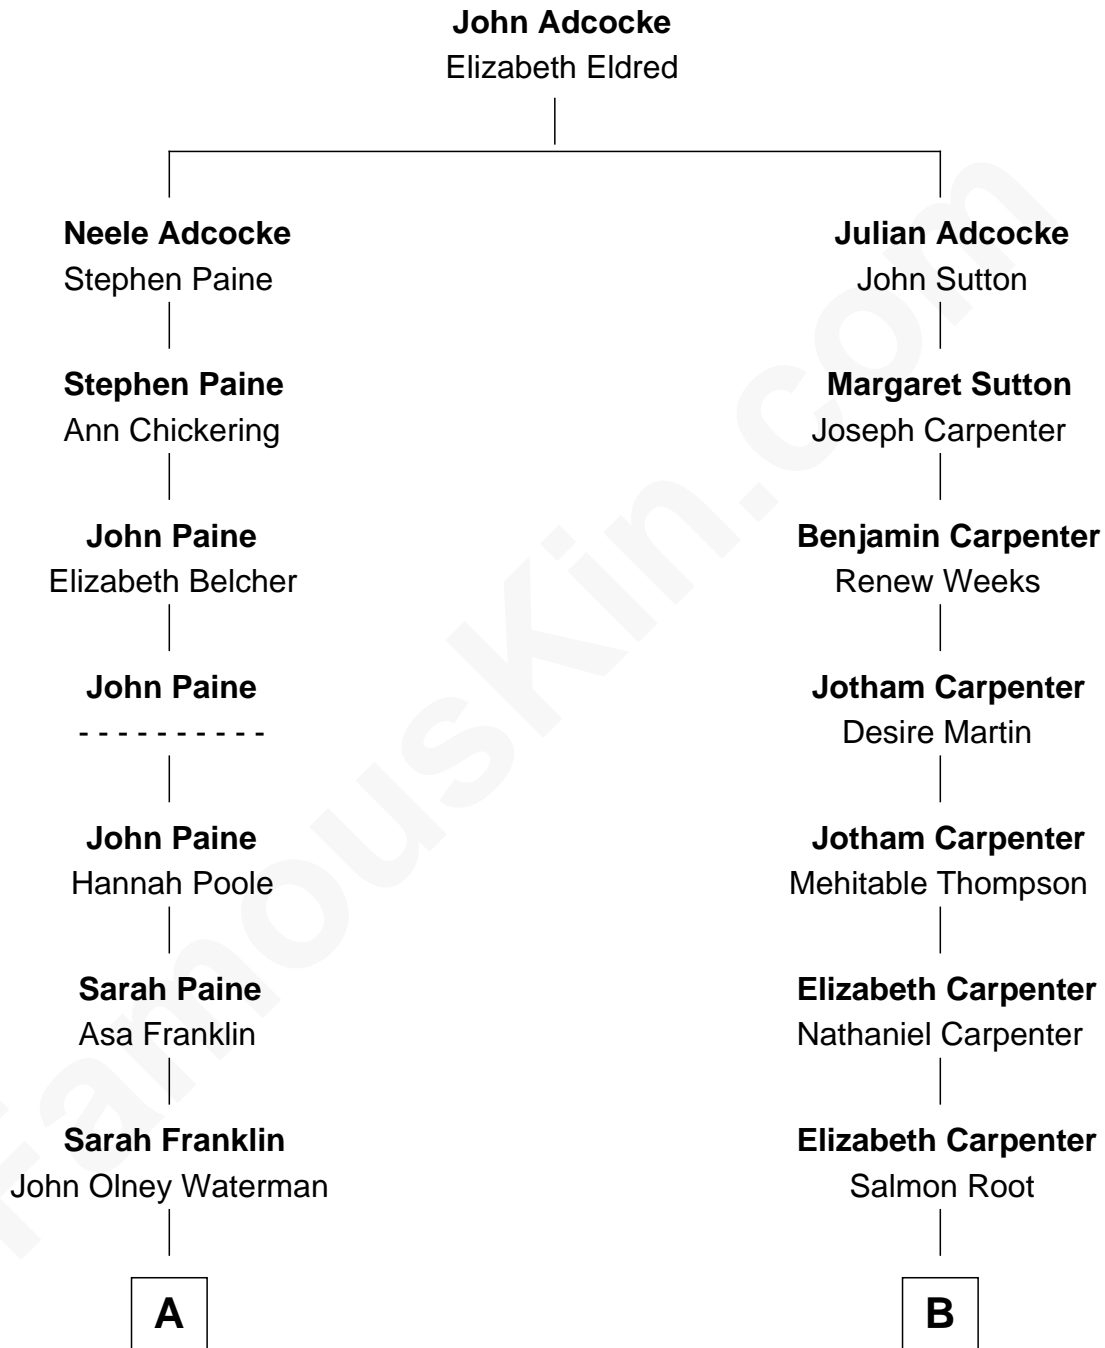 John Adcocke
Elizabeth Eldred
Neele Adcocke
Stephen Paine
Julian Adcocke
John Sutton
Stephen Paine
Ann Chickering
Margaret Sutton
Joseph Carpenter
John Paine
Elizabeth Belcher
Benjamin Carpenter
Renew Weeks
John Paine
- - - - - - - - - -
Jotham Carpenter
Desire Martin
John Paine
Hannah Poole
Jotham Carpenter
Mehitable Thompson
Sarah Paine
Asa Franklin
Elizabeth Carpenter
Nathaniel Carpenter
Sarah Franklin
John Olney Waterman
Elizabeth Carpenter
Salmon Root
A
B
FamousKin.com